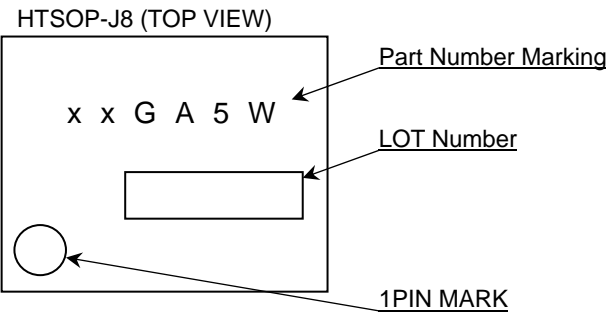 HTSOP-J8 (TOP VIEW)
Part Number Marking
x x G A 5 W
LOT Number
1PIN MARK